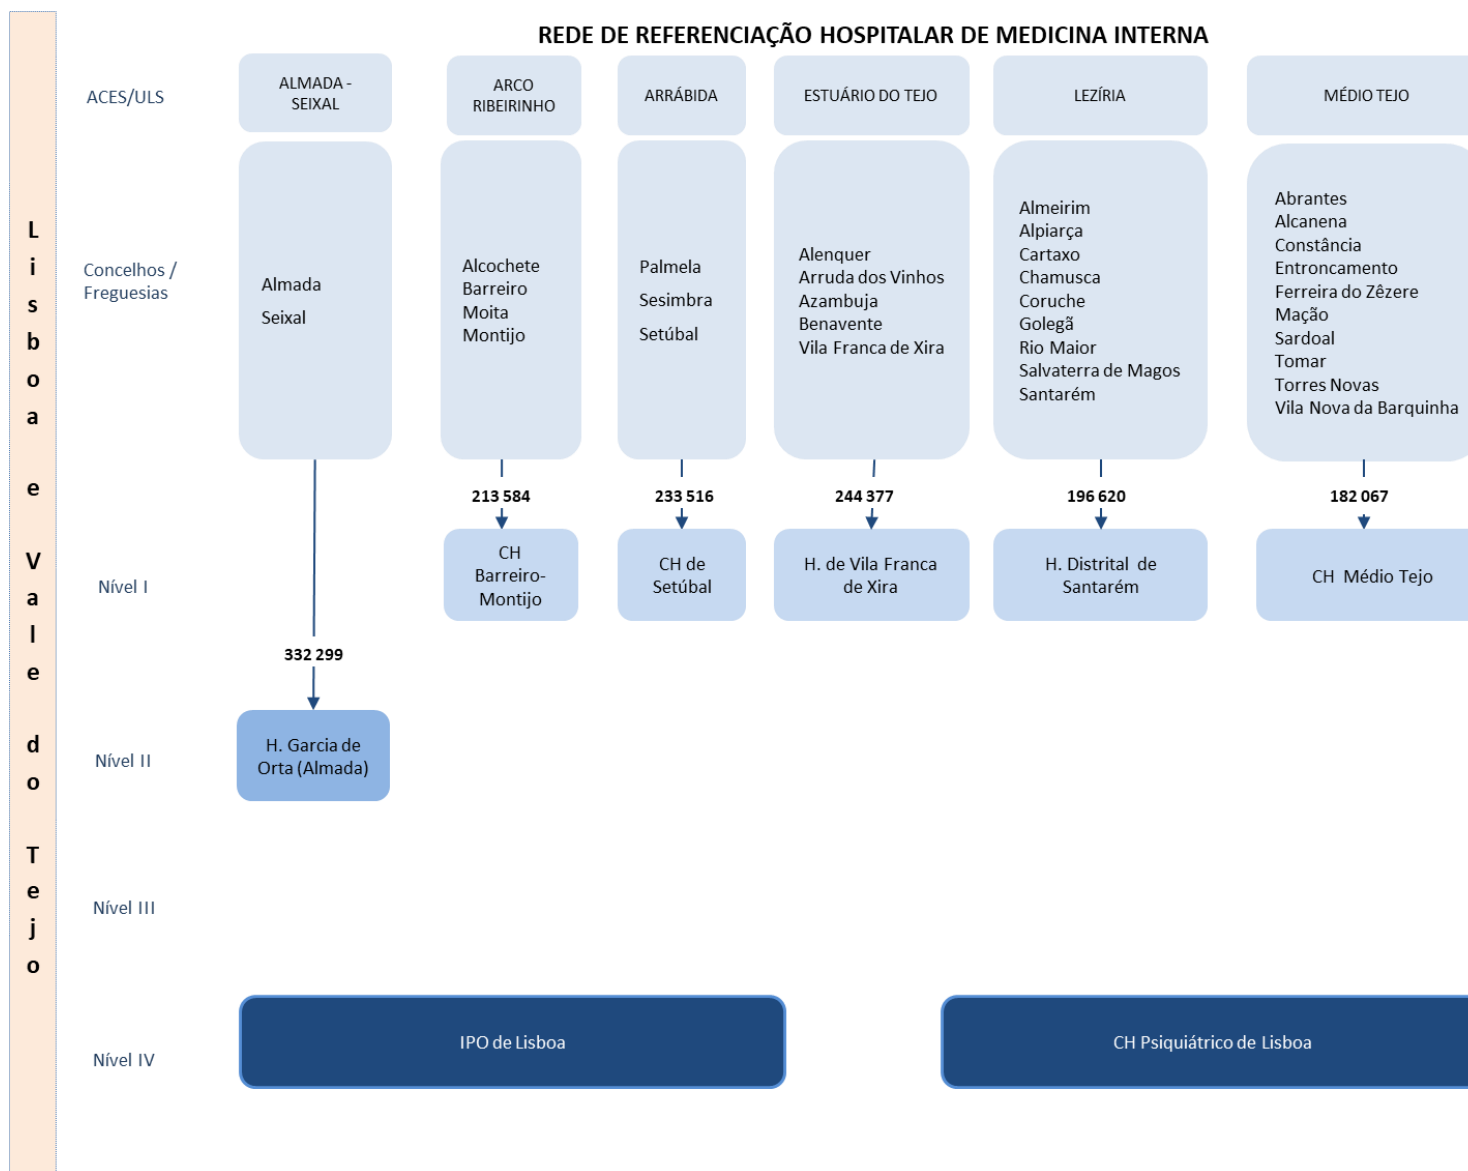 REDE DE REFERENCIAÇÃO HOSPITALAR DE MEDICINA INTERNA
Lisboa e Vale do Tejo
ACES/ULS
ALMADA -
SEIXAL
ARCO
RIBEIRINHO
ARRÁBIDA
ESTUÁRIO DO TEJO
LEZÍRIA
MÉDIO TEJO
Concelhos /
Freguesias
Almada
Seixal
Alcochete
Barreiro
Moita
Montijo
Palmela
Sesimbra
Setúbal
Alenquer
Arruda dos Vinhos
Azambuja
Benavente
Vila Franca de Xira
Almeirim
Alpiarça
Cartaxo
Chamusca
Coruche
Golegã
Rio Maior
Salvaterra de Magos
Santarém
Abrantes
Alcanena
Constância
Entroncamento
Ferreira do Zêzere
Mação
Sardoal
Tomar
Torres Novas
Vila Nova da Barquinha
213 584
233 516
244 377
196 620
182 067
Nível I
CH
Barreiro-
Montijo
CH de
Setúbal
H. de Vila Franca
de Xira
H. Distrital de
Santarém
CH Médio Tejo
332 299
Nível II
H. Garcia de
Orta (Almada)
Nível III
Nível IV
IPO de Lisboa
CH Psiquiátrico de Lisboa